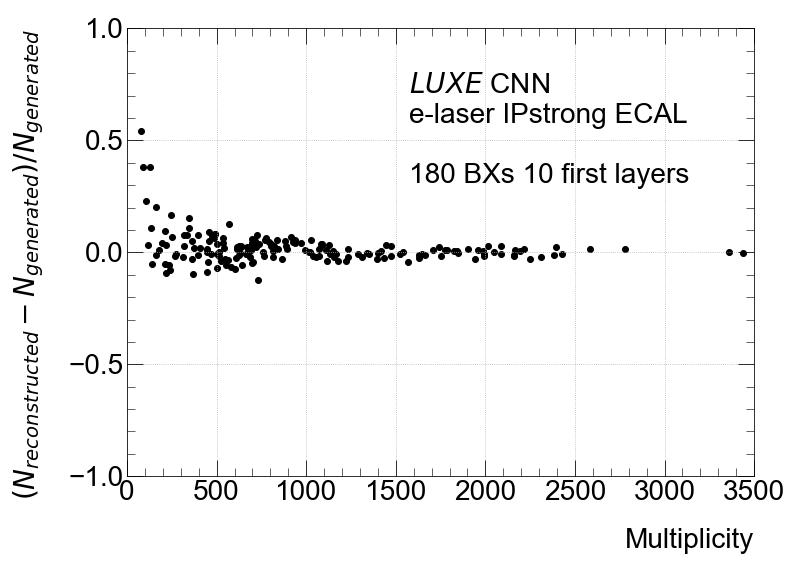 1.0
LUXE CNN
e-laser IPstrong ECAL
0.5
180 BXs 10 first layers
0.0
−0.5
−1.0
0 500 1000 1500 2000 2500 3000 3500
Multiplicity
(N_reconstructed − N_generated)/N_generated